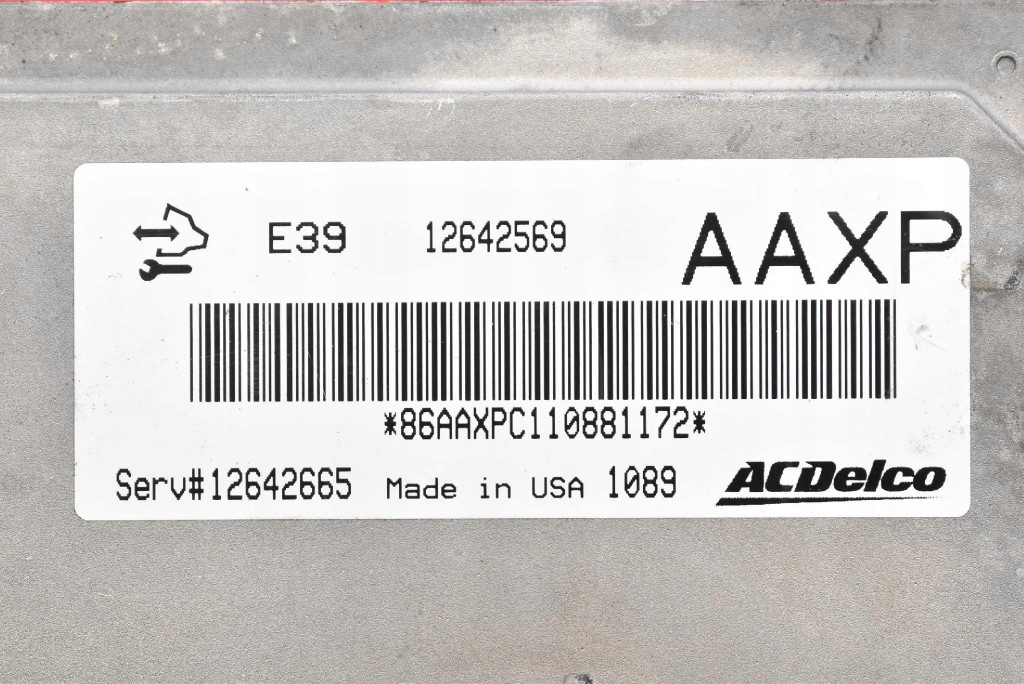 E39 12642569 AAXP
*86AAXPC110881172*
Serv#12642665 Made in USA 1089 ACDelco